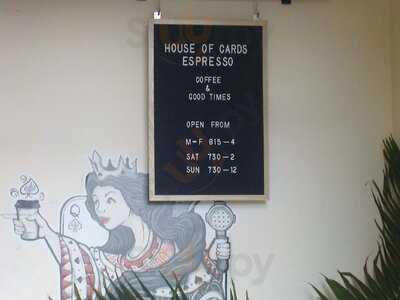 HOUSE OF CARDS
ESPRESSO
COFFEE
&
GOOD TIMES
OPEN FROM
M-F 815-4
SAT 730-2
SUN 730-12
Q